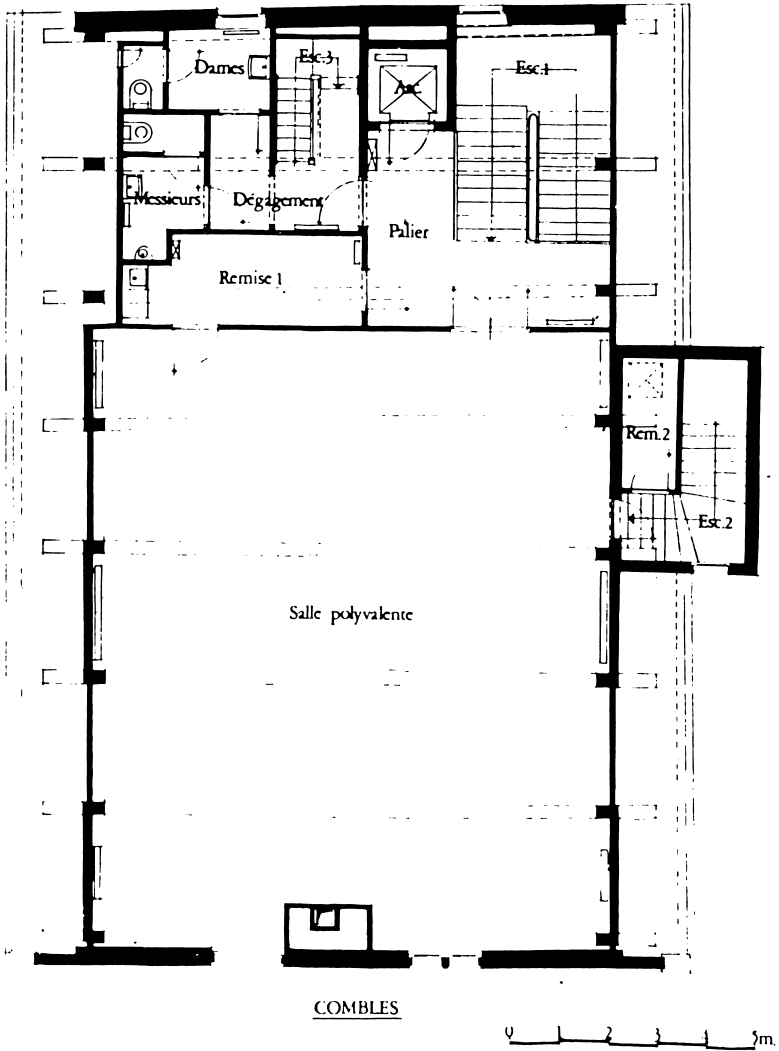 Dames
Esc.3
Asc.
Esc.1
Messieurs
Dégagement
Palier
Remise 1
Rem.2
Esc.2
Salle polyvalente
COMBLES
0 1 2 3 4 5m.